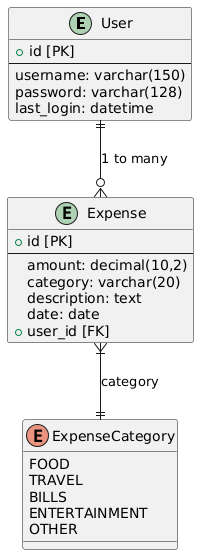 E User
id [PK]
username: varchar(150)
password: varchar(128)
last_login: datetime
1 to many
E Expense
id [PK]
amount: decimal(10,2)
category: varchar(20)
description: text
date: date
user_id [FK]
category
E ExpenseCategory
FOOD
TRAVEL
BILLS
ENTERTAINMENT
OTHER